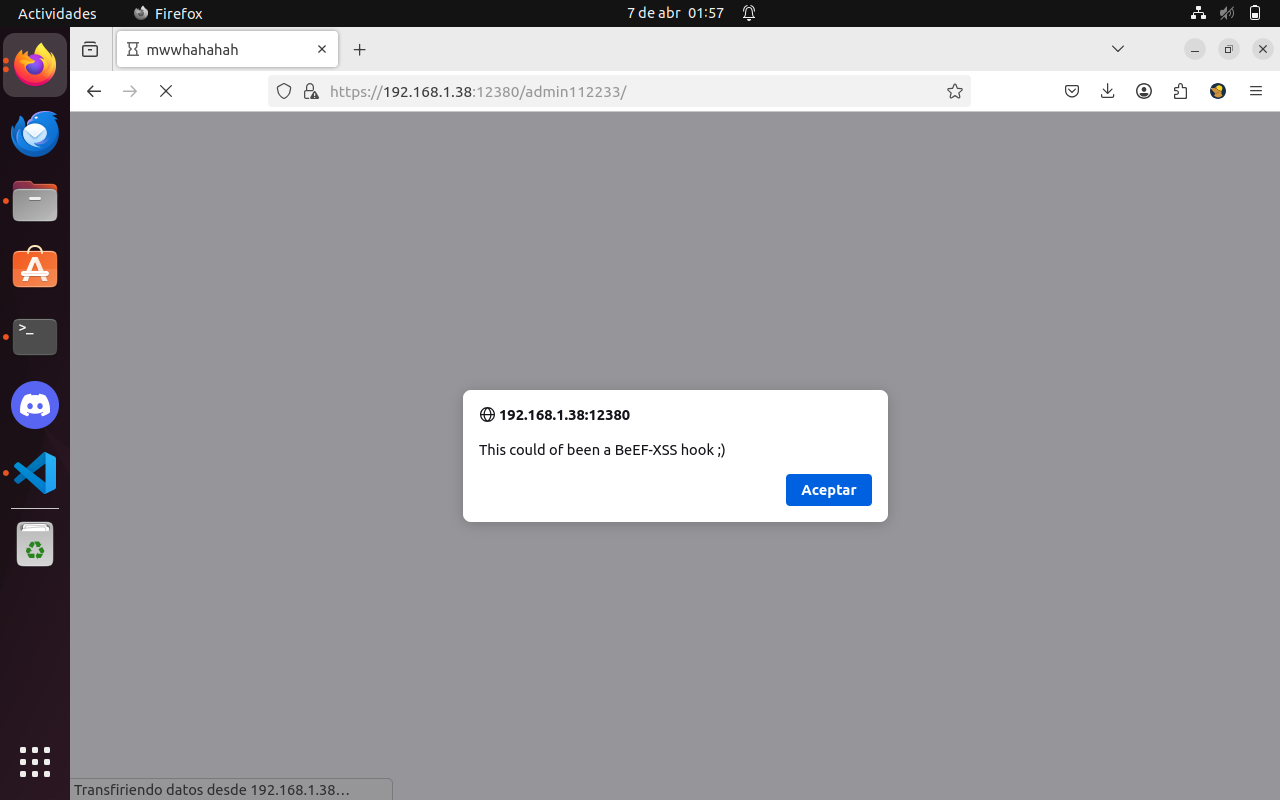 Actividades Firefox 7 de abr 01:57
mwwhahahah
https://192.168.1.38:12380/admin112233/
192.168.1.38:12380
This could of been a BeEF-XSS hook ;)
Aceptar
>_
Transfiriendo datos desde 192.168.1.38…